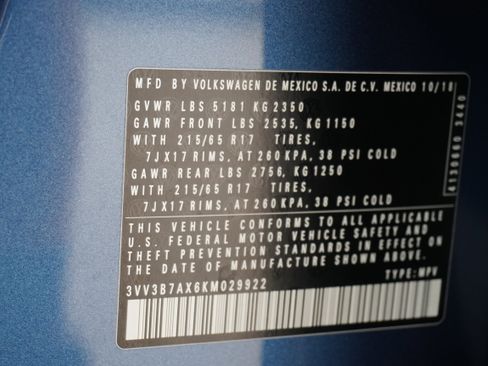 MFD BY VOLKSWAGEN DE MEXICO S.A. DE C.V. MEXICO 10/18
GVWR LBS 5181 KG 2350
GAWR FRONT LBS 2535, KG 1150
WITH 215/65 R17 TIRES,
7JX17 RIMS, AT 260 KPA, 38 PSI COLD
GAWR REAR LBS 2756, KG 1250
WITH 215/65 R17 TIRES,
7JX17 RIMS, AT 260 KPA, 38 PSI COLD
THIS VEHICLE CONFORMS TO ALL APPLICABLE
U.S. FEDERAL MOTOR VEHICLE SAFETY AND
THEFT PREVENTION STANDARDS IN EFFECT ON
THE DATE OF MANUFACTURE SHOWN ABOVE.
3VV3B7AX6KM029922 TYPE: MPV
4130660 3440